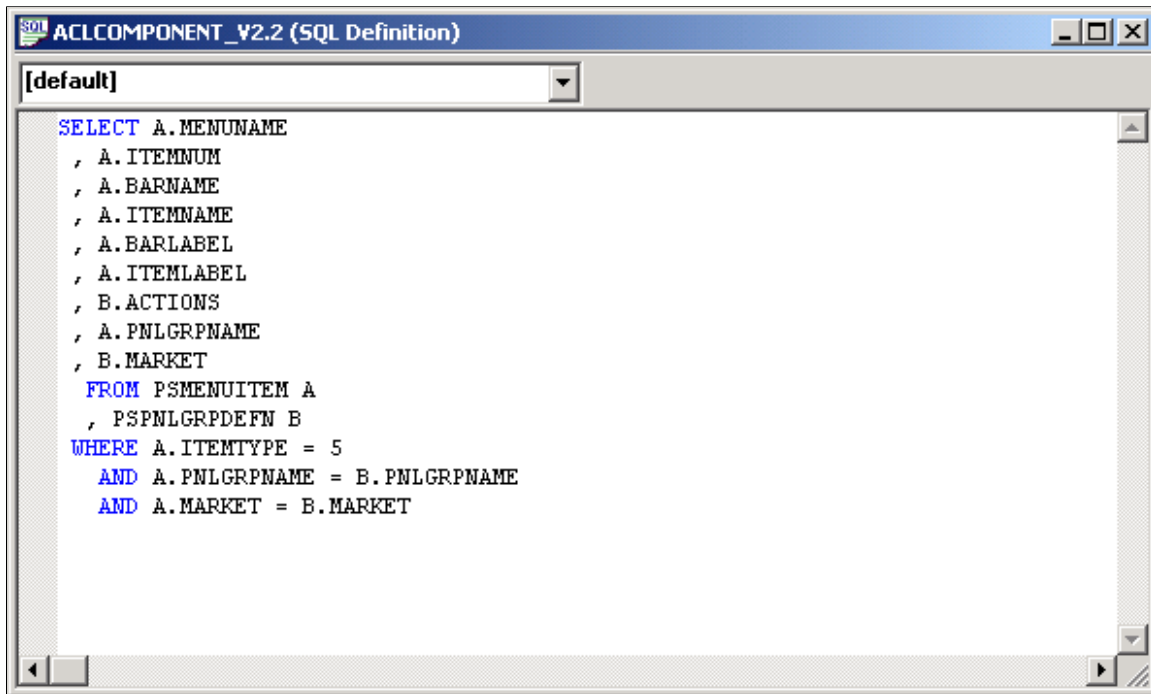 SQL ACLCOMPONENT_V2.2 (SQL Definition)
[default]
SELECT A.MENUNAME
, A.ITEMNUM
, A.BARNAME
, A.ITEMNAME
, A.BARLABEL
, A.ITEMLABEL
, B.ACTIONS
, A.PNLGRPNAME
, B.MARKET
FROM PSMENUITEM A
, PSPNLGRPDEFN B
WHERE A.ITEMTYPE = 5
AND A.PNLGRPNAME = B.PNLGRPNAME
AND A.MARKET = B.MARKET